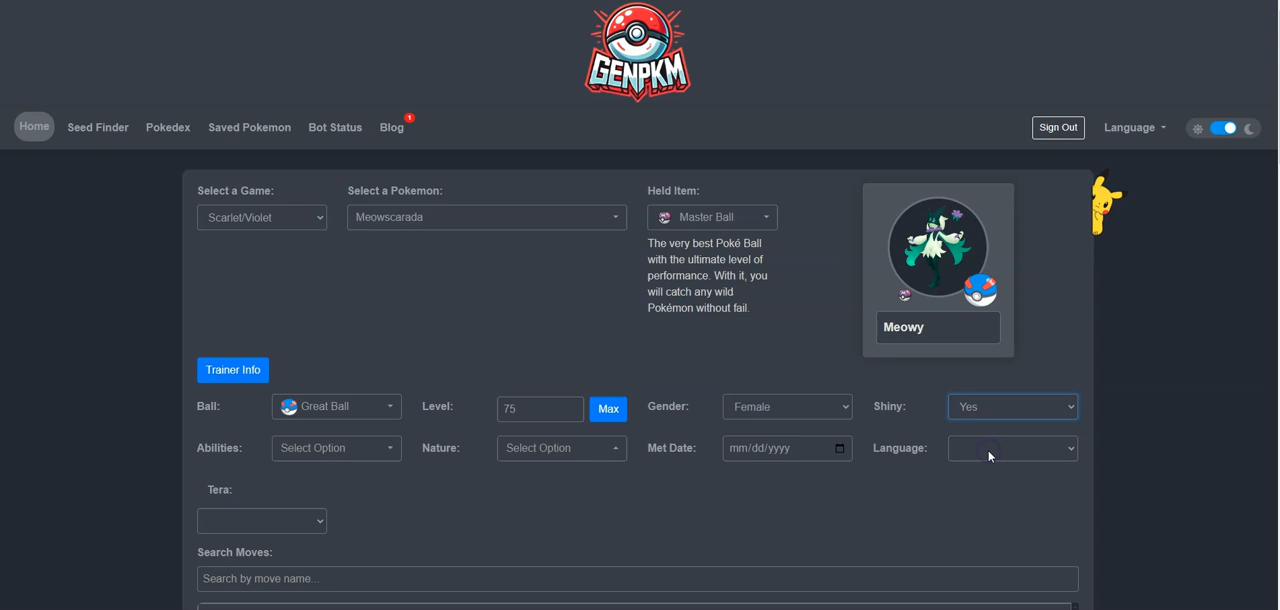 GENPKM
Home
Seed Finder
Pokedex
Saved Pokemon
Bot Status
Blog
1
Sign Out
Language
Select a Game:
Select a Pokemon:
Held Item:
Scarlet/Violet
Meowscarada
Master Ball
The very best Poké Ball
with the ultimate level of
performance. With it, you
will catch any wild
Pokémon without fail.
Meowy
Trainer Info
Ball:
Great Ball
Level:
75
Max
Gender:
Female
Shiny:
Yes
Abilities:
Select Option
Nature:
Select Option
Met Date:
mm/dd/yyyy
Language:
Tera:
Search Moves:
Search by move name...